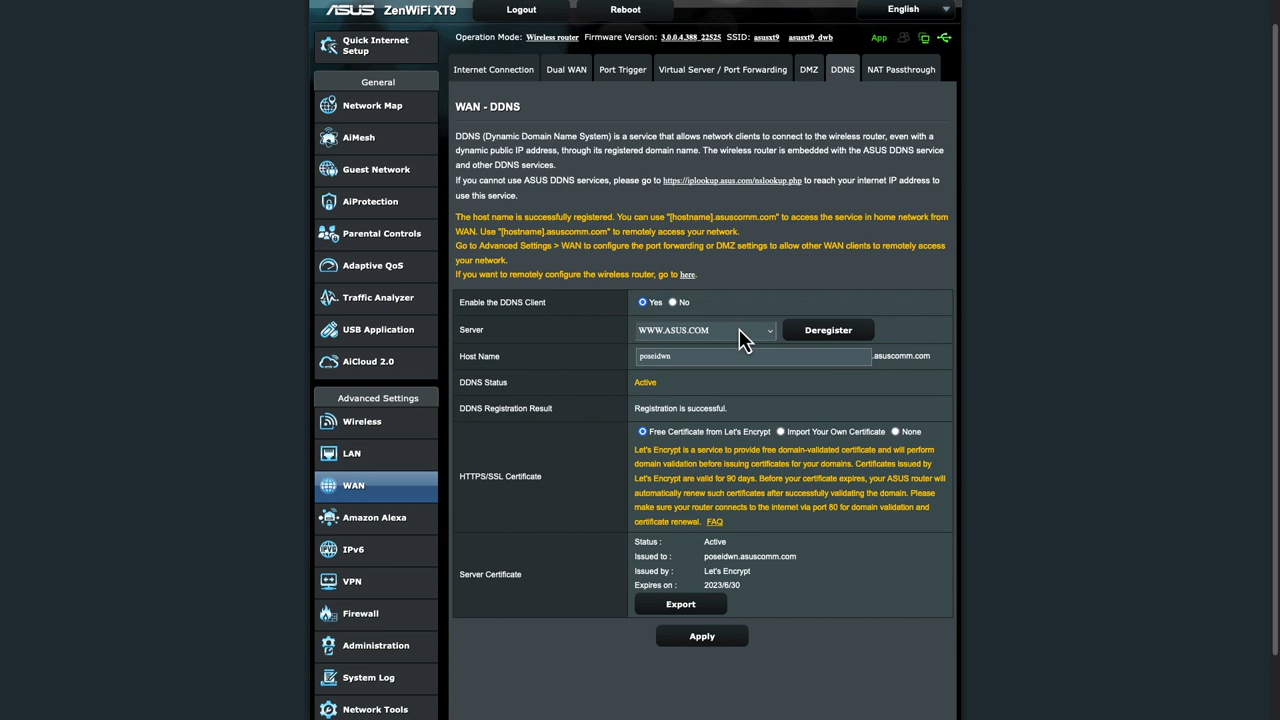 ASUS ZenWiFi XT9
Logout
Reboot
English
Quick Internet
Setup
Operation Mode: Wireless router Firmware Version: 3.0.0.4.388_22525 SSID: asusxt9 asusxt9_dwb
App
Internet Connection
Dual WAN
Port Trigger
Virtual Server / Port Forwarding
DMZ
DDNS
NAT Passthrough
General
Network Map
AiMesh
Guest Network
AiProtection
Parental Controls
Adaptive QoS
Traffic Analyzer
USB Application
AiCloud 2.0
Advanced Settings
Wireless
LAN
WAN
Amazon Alexa
IPv6
VPN
Firewall
Administration
System Log
Network Tools
WAN - DDNS
DDNS (Dynamic Domain Name System) is a service that allows network clients to connect to the wireless router, even with a
dynamic public IP address, through its registered domain name. The wireless router is embedded with the ASUS DDNS service
and other DDNS services.
If you cannot use ASUS DDNS services, please go to https://iplookup.asus.com/nslookup.php to reach your internet IP address to
use this service.
The host name is successfully registered. You can use "[hostname].asuscomm.com" to access the service in home network from
WAN. Use "[hostname].asuscomm.com" to remotely access your network.
Go to Advanced Settings > WAN to configure the port forwarding or DMZ settings to allow other WAN clients to remotely access
your network.
If you want to remotely configure the wireless router, go to here.
Enable the DDNS Client
Yes No
Server
WWW.ASUS.COM
Deregister
Host Name
poseidwn
.asuscomm.com
DDNS Status
Active
DDNS Registration Result
Registration is successful.
HTTPS/SSL Certificate
Free Certificate from Let's Encrypt Import Your Own Certificate None
Let's Encrypt is a service to provide free domain-validated certificate and will perform
domain validation before issuing certificates for your domains. Certificates issued by
Let's Encrypt are valid for 90 days. Before your certificate expires, your ASUS router will
automatically renew such certificates after successfully validating the domain. Please
make sure your router connects to the internet via port 80 for domain validation and
certificate renewal. FAQ
Server Certificate
Status : Active
Issued to : poseidwn.asuscomm.com
Issued by : Let's Encrypt
Expires on : 2023/6/30
Export
Apply